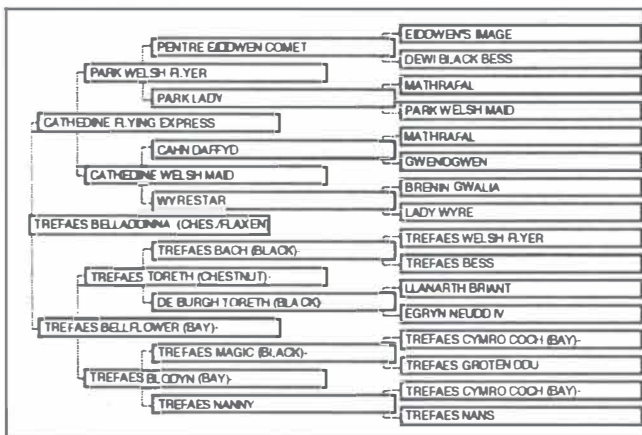 EIDDWEN'S IMAGE
PENTRE EIDDWEN COMET
DEWI BLACK BESS
PARK WELSH FLYER
MATHRAFAL
PARK LADY
PARK WELSH MAID
CATHEDINE FLYING EXPRESS
MATHRAFAL
CAHN DAFFYD
GWENOGWEN
CATHEDINE WELSH MAID
BRENIN GWALIA
WYRESTAR
LADY WYRE
TREFAES BELLADONNA (CHES./FLAXEN
TREFAES WELSH FLYER
TREFAES BACH (BLACK)-
TREFAES BESS
TREFAES TORETH (CHESTNUT)-
LLANARTH BRIANT
DE BURGH TORETH (BLACK)
EGRYN NEUDD IV
TREFAES BELLFLOWER (BAY)-
TREFAES CYMRO COCH (BAY)-
TREFAES MAGIC (BLACK)-
TREFAES GROTEN DDU
TREFAES BLODYN (BAY)-
TREFAES CYMRO COCH (BAY)-
TREFAES NANNY
TREFAES NANS